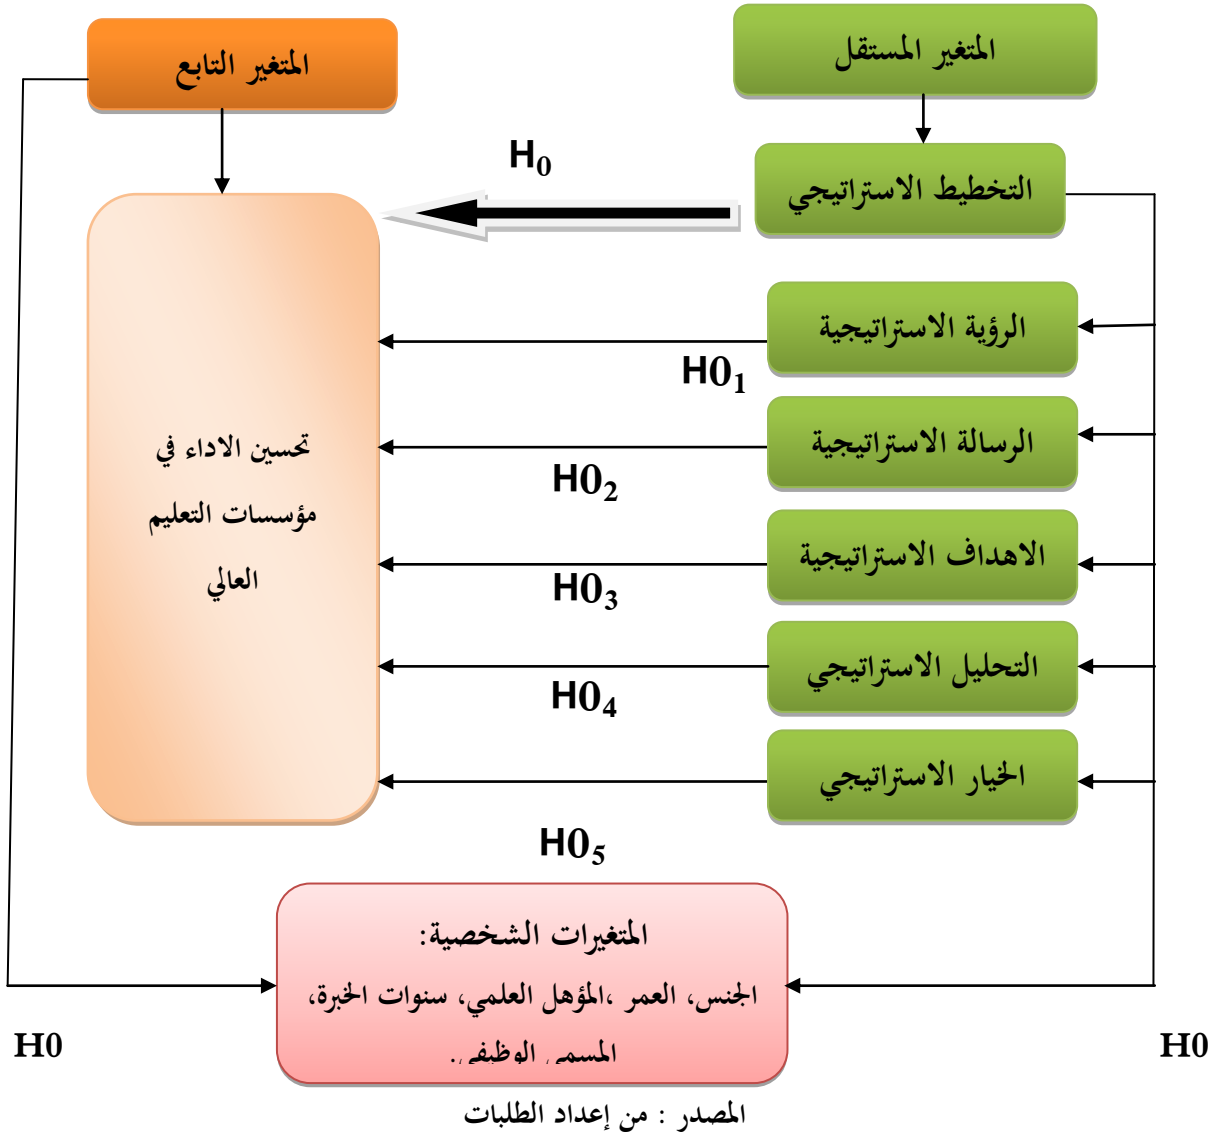 المتغير المستقل
المتغير التابع
H0
التخطيط الاستراتيجي
الرؤية الاستراتيجية
H01
الرسالة الاستراتيجية
H02
الاهداف الاستراتيجية
H03
التحليل الاستراتيجي
H04
الخيار الاستراتيجي
H05
تحسين الاداء في
مؤسسات التعليم
العالي
المتغيرات الشخصية:
الجنس، العمر ،المؤهل العلمي، سنوات الخبرة،
المسمى الوظيفي.
H0
H0
المصدر : من إعداد الطلبات